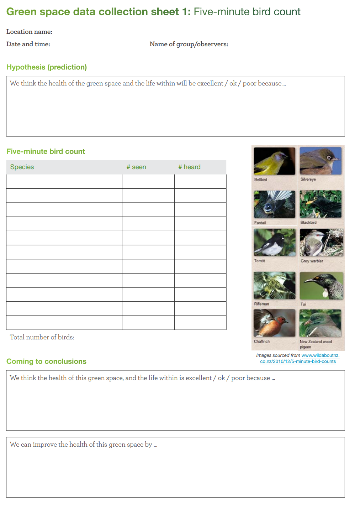 Green space data collection sheet 1: Five-minute bird count
Location name:
Date and time: Name of group/observers:
Hypothesis (prediction)
We think the health of the green space and the life within will be excellent / ok / poor because ...
Five-minute bird count
Species # seen # heard
Bellbird Silvereye
Fantail Blackbird
Tomtit Grey warbler
Rifleman Tui
Chaffinch New Zealand wood
pigeon
Total number of birds:
Images sourced from
Coming to conclusions
We think the health of this green space, and the life within is excellent / ok / poor because ...
We can improve the health of this green space by ...